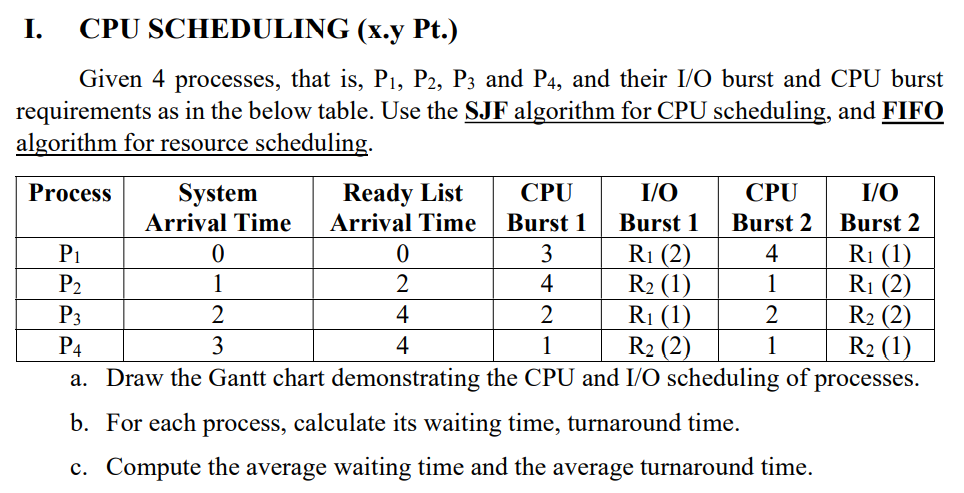 I. CPU SCHEDULING (x.y Pt.)
Given 4 processes, that is, P1, P2, P3 and P4, and their I/O burst and CPU burst
requirements as in the below table. Use the SJF algorithm for CPU scheduling, and FIFO
algorithm for resource scheduling.
Process System Ready List CPU I/O CPU I/O
Arrival Time Arrival Time Burst 1 Burst 1 Burst 2 Burst 2
P1 0 0 3 R1 (2) 4 R1 (1)
P2 1 2 4 R2 (1) 1 R1 (2)
P3 2 4 2 R1 (1) 2 R2 (2)
P4 3 4 1 R2 (2) 1 R2 (1)
a. Draw the Gantt chart demonstrating the CPU and I/O scheduling of processes.
b. For each process, calculate its waiting time, turnaround time.
c. Compute the average waiting time and the average turnaround time.